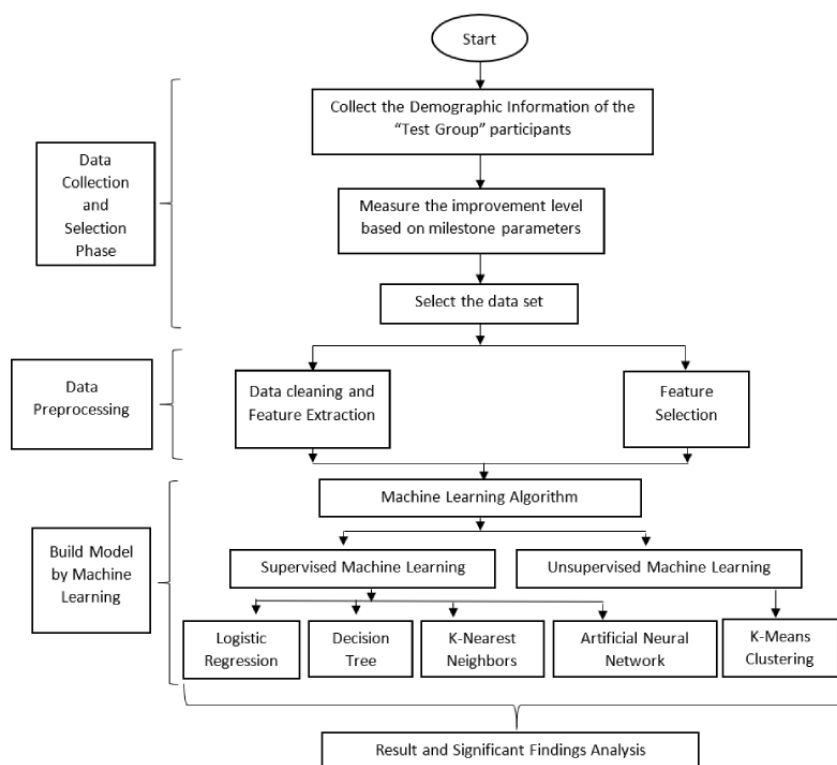 Start
Collect the Demographic Information of the
“Test Group” participants
Data
Collection
and
Selection
Phase
Measure the improvement level
based on milestone parameters
Select the data set
Data
Preprocessing
Data cleaning and
Feature Extraction
Feature
Selection
Machine Learning Algorithm
Build Model
by Machine
Learning
Supervised Machine Learning
Unsupervised Machine Learning
Logistic
Regression
Decision
Tree
K-Nearest
Neighbors
Artificial Neural
Network
K-Means
Clustering
Result and Significant Findings Analysis